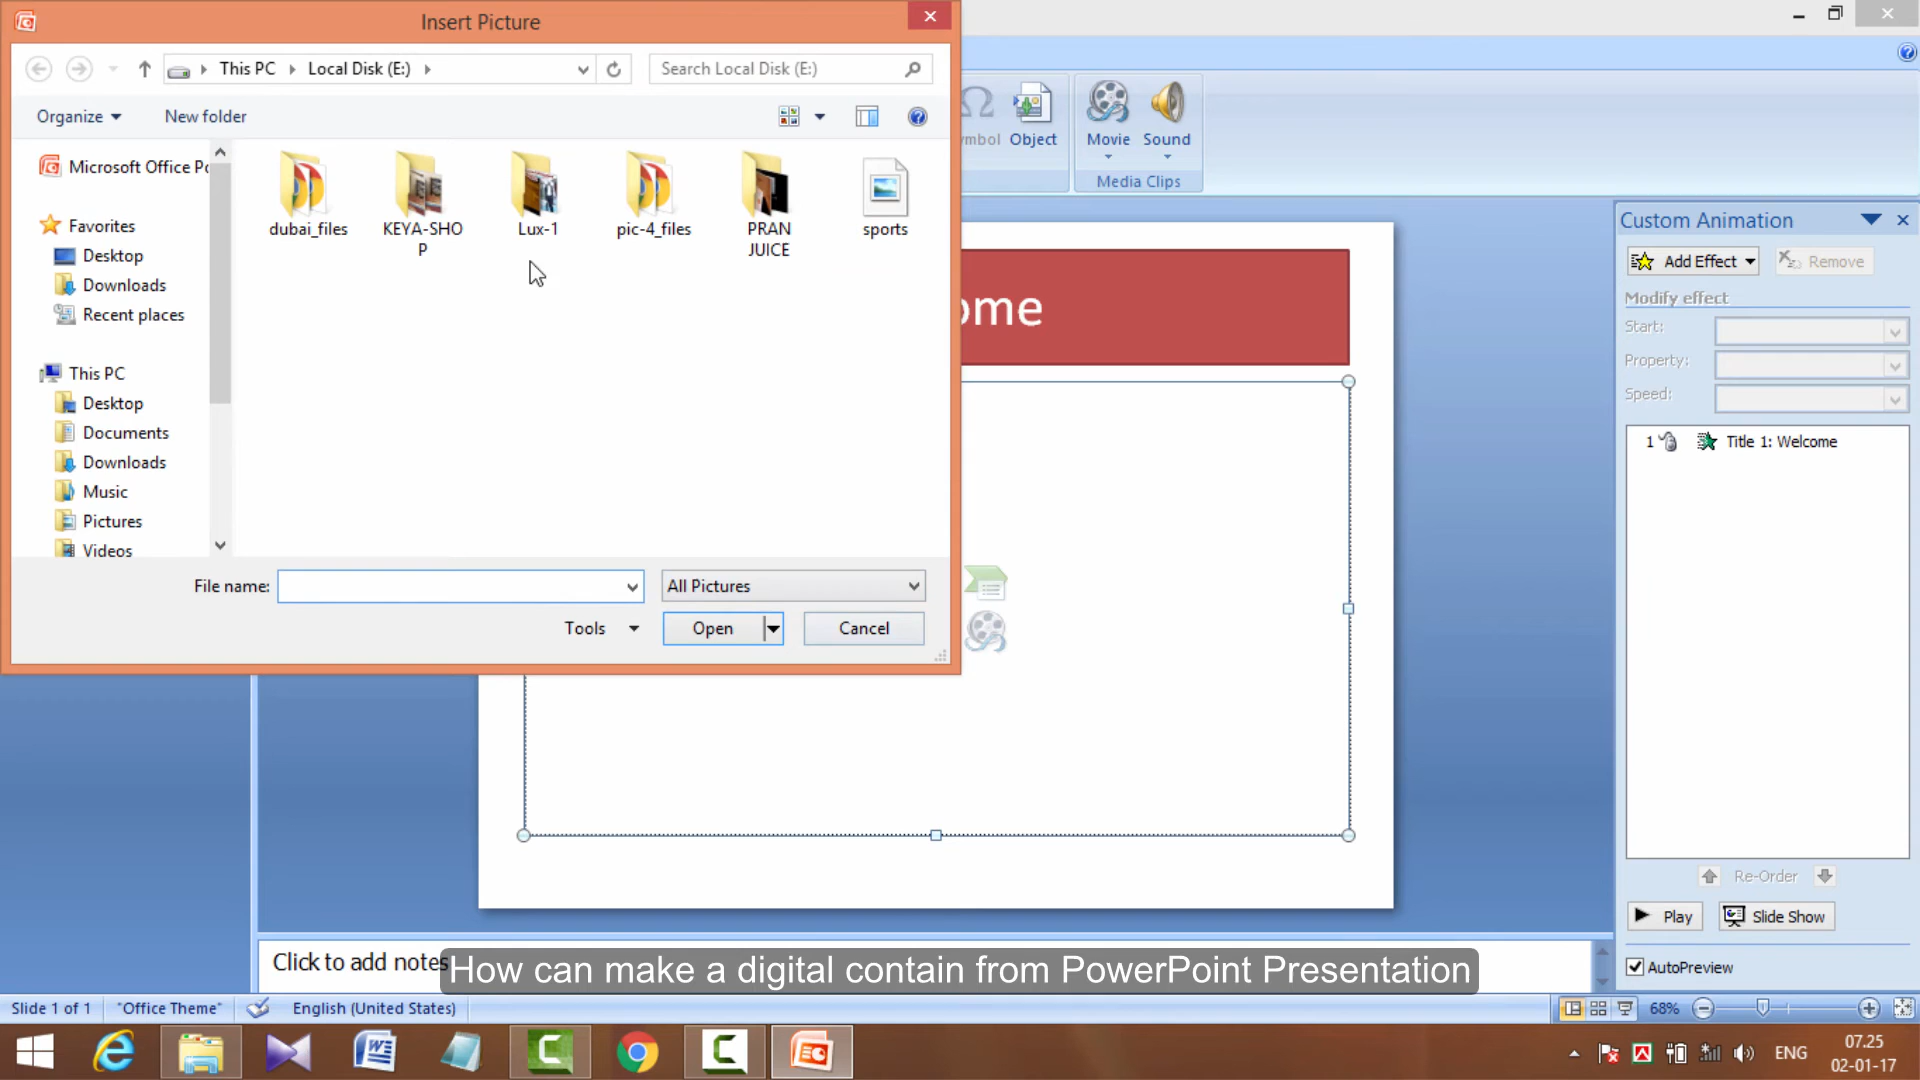 Insert Picture
This PC
Local Disk (E:)
Search Local Disk (E:)
Organize
New folder
Microsoft Office Po
Favorites
Desktop
Downloads
Recent places
This PC
Desktop
Documents
Downloads
Music
Pictures
Videos
dubai_files
KEYA-SHO
P
Lux-1
pic-4_files
PRAN
JUICE
sports
File name:
All Pictures
Tools
Open
Cancel
mbol
Object
Movie
Sound
Media Clips
ome
Custom Animation
Add Effect
Remove
Modify effect
Start:
Property:
Speed:
1
Title 1: Welcome
Re-Order
Play
Slide Show
AutoPreview
Click to add notes
How can make a digital contain from PowerPoint Presentation
Slide 1 of 1
"Office Theme"
English (United States)
68%
ENG
07.25
02-01-17